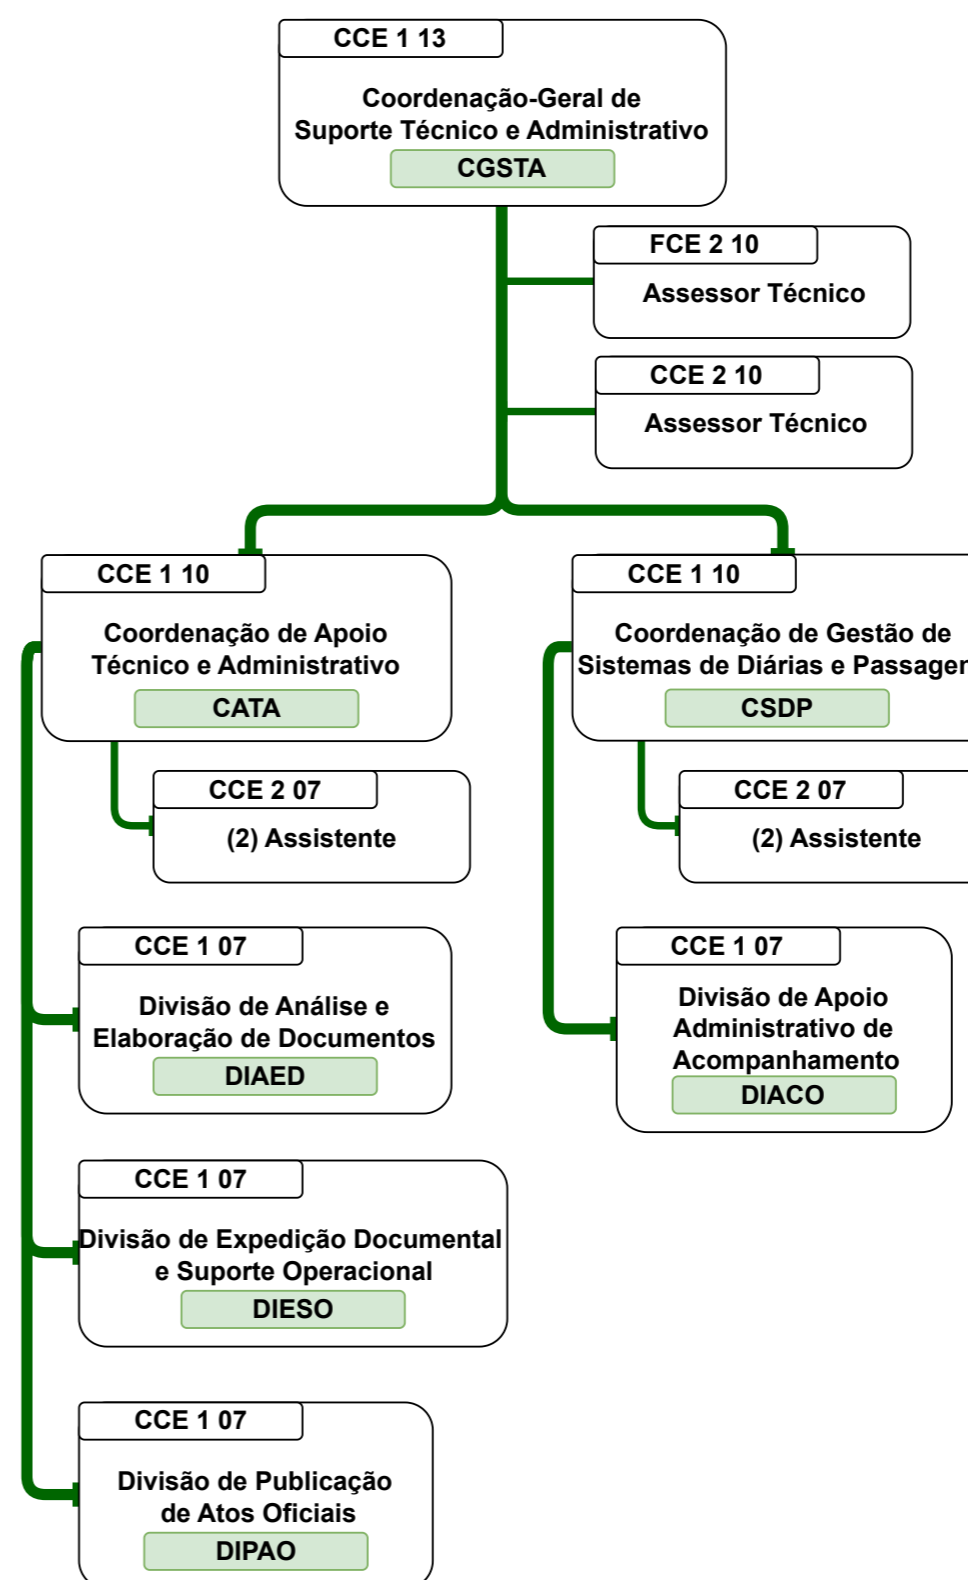 CCE 1 13
Coordenação-Geral de
Suporte Técnico e Administrativo
CGSTA
FCE 2 10
Assessor Técnico
CCE 2 10
Assessor Técnico
CCE 1 10
Coordenação de Apoio
Técnico e Administrativo
CATA
CCE 2 07
(2) Assistente
CCE 1 07
Divisão de Análise e
Elaboração de Documentos
DIAED
CCE 1 07
Divisão de Expedição Documental
e Suporte Operacional
DIESO
CCE 1 07
Divisão de Publicação
de Atos Oficiais
DIPAO
CCE 1 10
Coordenação de Gestão de
Sistemas de Diárias e Passagen
CSDP
CCE 2 07
(2) Assistente
CCE 1 07
Divisão de Apoio
Administrativo de
Acompanhamento
DIACO